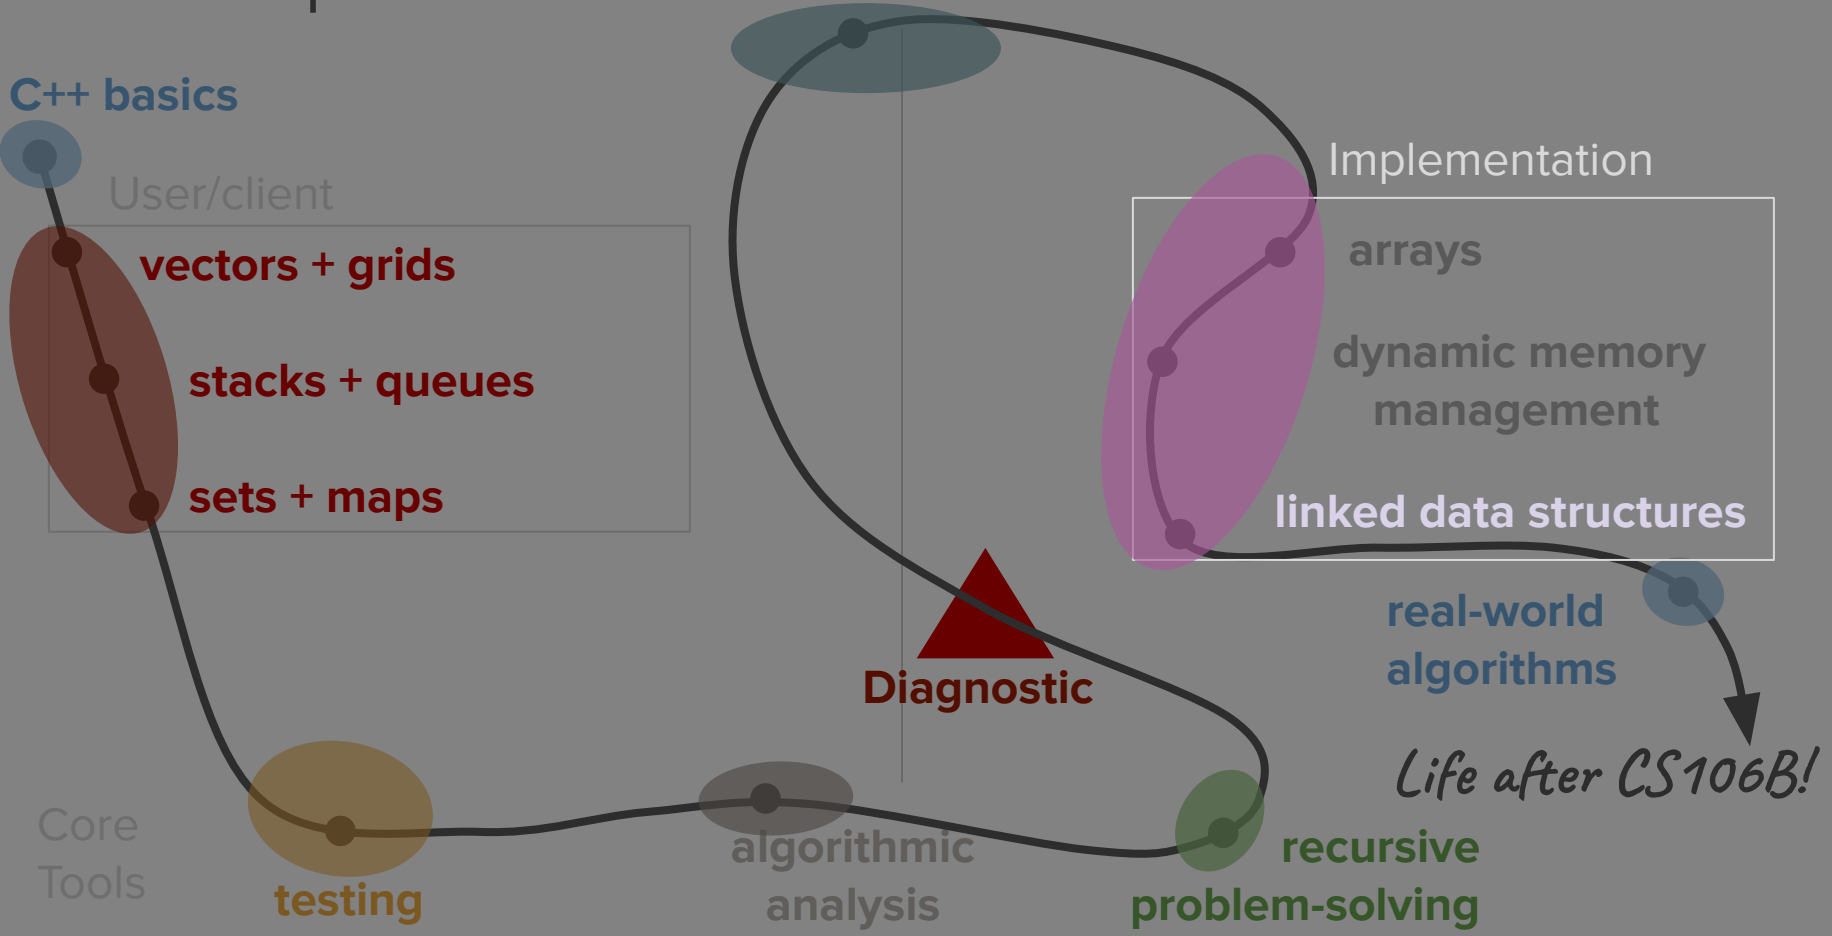 C++ basics
User/client
vectors + grids
stacks + queues
sets + maps
Core
Tools
testing
algorithmic
analysis
recursive
problem-solving
Diagnostic
Implementation
arrays
dynamic memory
management
linked data structures
real-world
algorithms
Life after CS106B!